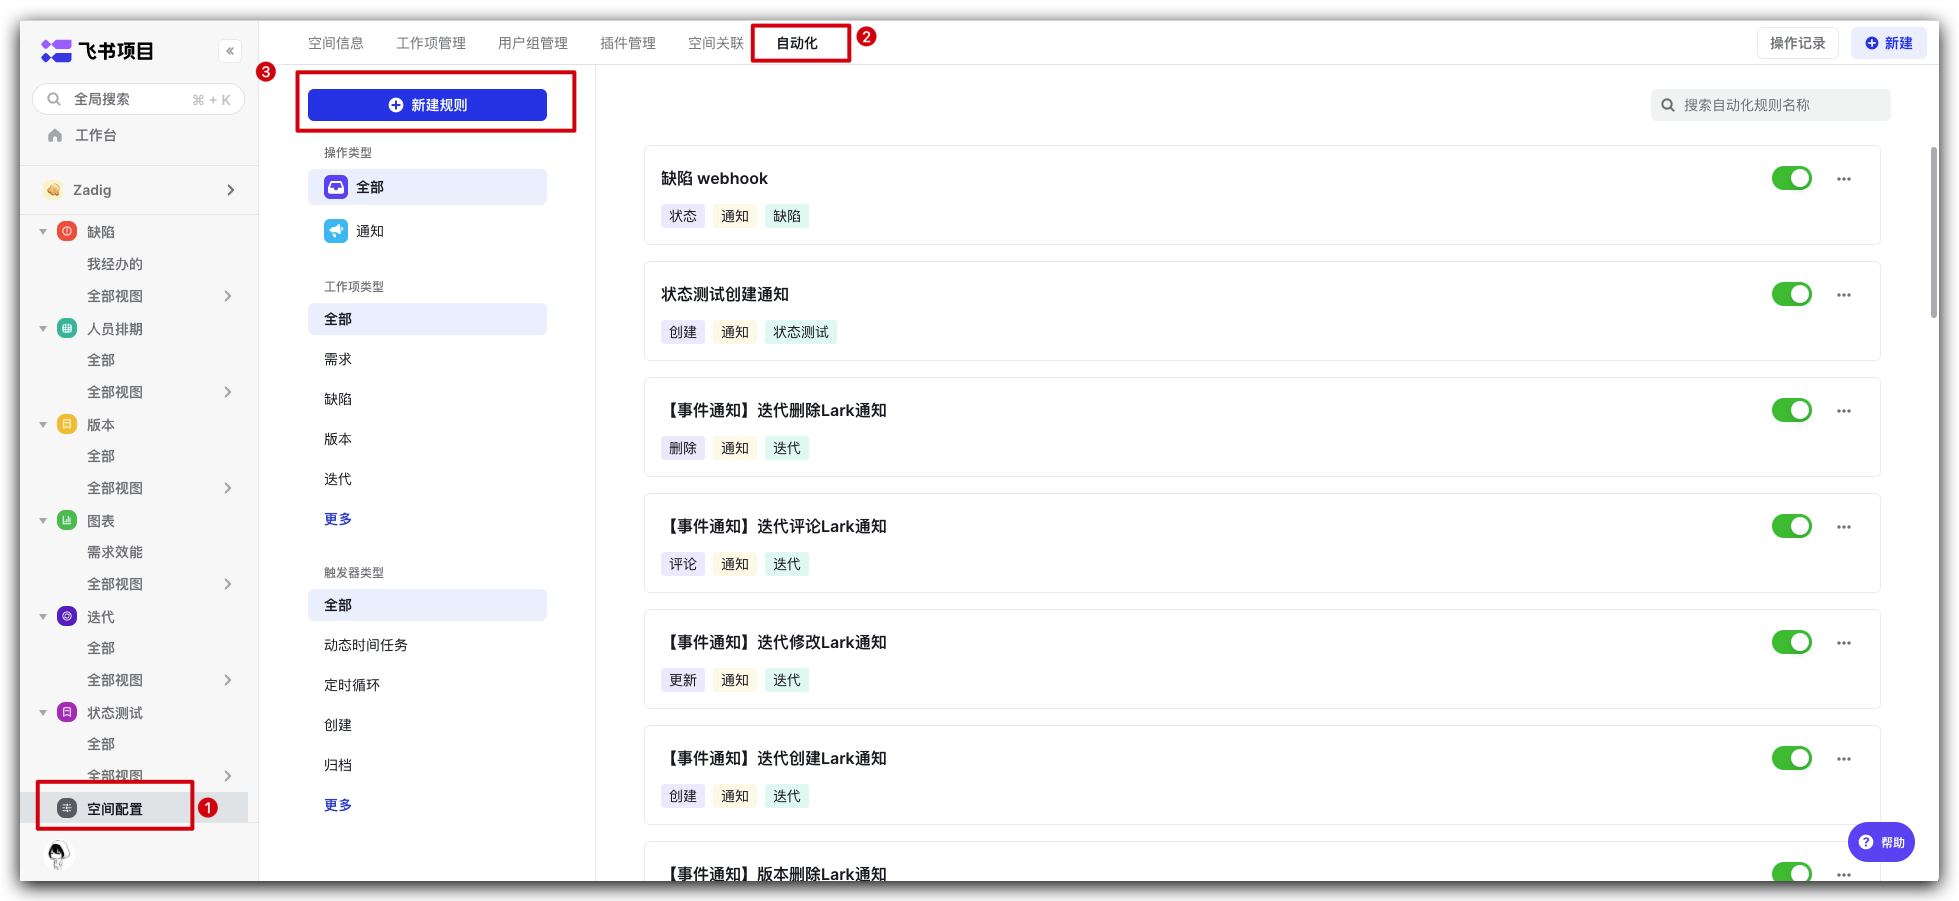 飞书项目
«
全局搜索 ⌘ + K
工作台
Zadig
缺陷
我经办的
全部视图
人员排期
全部
全部视图
版本
全部
全部视图
图表
需求效能
全部视图
迭代
全部
全部视图
状态测试
全部
全部视图
空间配置
1
空间信息 工作项管理 用户组管理 插件管理 空间关联 自动化
2
操作记录
新建
3
新建规则
操作类型
全部
通知
工作项类型
全部
需求
缺陷
版本
迭代
更多
触发器类型
全部
动态时间任务
定时循环
创建
归档
更多
搜索自动化规则名称
缺陷 webhook
状态 通知 缺陷
状态测试创建通知
创建 通知 状态测试
【事件通知】迭代删除Lark通知
删除 通知 迭代
【事件通知】迭代评论Lark通知
评论 通知 迭代
【事件通知】迭代修改Lark通知
更新 通知 迭代
【事件通知】迭代创建Lark通知
创建 通知 迭代
【事件通知】版本删除Lark通知
帮助